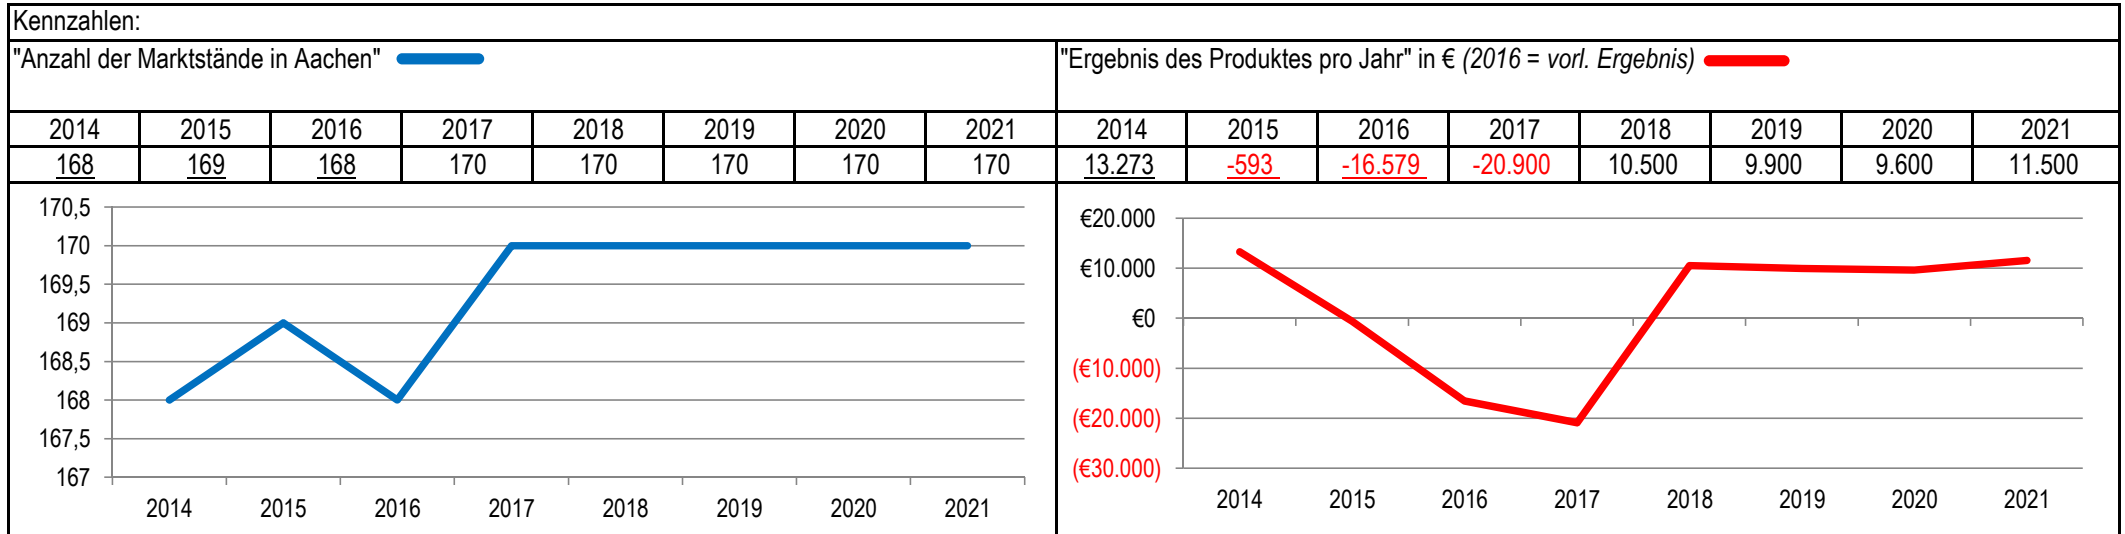 Kennzahlen:
"Anzahl der Marktstände in Aachen"
"Ergebnis des Produktes pro Jahr" in € (2016 = vorl. Ergebnis)
2014 2015 2016 2017 2018 2019 2020 2021 2014 2015 2016 2017 2018 2019 2020 2021
168 169 168 170 170 170 170 170 13.273 -593 -16.579 -20.900 10.500 9.900 9.600 11.500
170,5
170
169,5
169
168,5
168
167,5
167
2014 2015 2016 2017 2018 2019 2020 2021
€20.000
€10.000
€0
(€10.000)
(€20.000)
(€30.000)
2014 2015 2016 2017 2018 2019 2020 2021